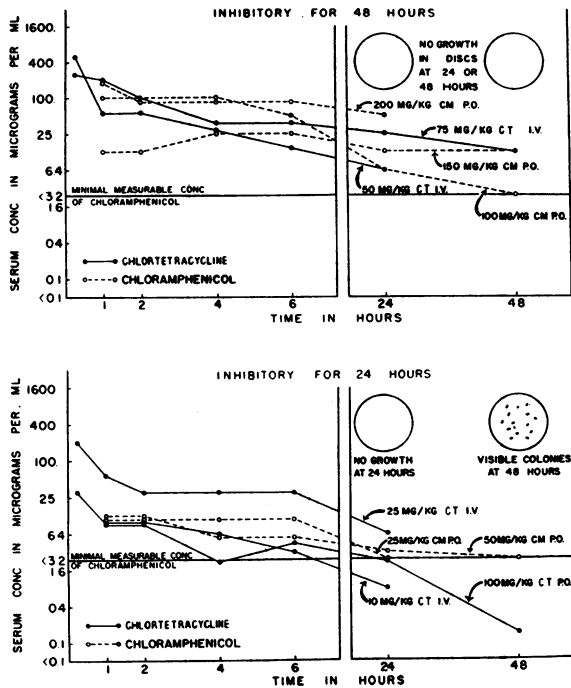 INHIBITORY FOR 48 HOURS
SERUM CONC IN MICROGRAMS PER ML
1600.
400
100
25
6.4
<3.2
1.6
0.4
0.1
<0.1
NO GROWTH
IN
DISCS
AT 24 OR
48 HOURS
200 MG/KG CM P.O.
75 MG/KG CT I.V.
150 MG/KG CM P.O.
50 MG/KG CT I.V.
100 MG/KG CM P.O.
MINIMAL MEASURABLE CONC
OF CHLORAMPHENICOL
CHLORTETRACYCLINE
CHLORAMPHENICOL
1 2 4 6 24 48
TIME IN HOURS
INHIBITORY FOR 24 HOURS
SERUM CONC IN MICROGRAMS PER. ML
1600
400
100.
25
6.4
<3.2
1.6
0.4
0.1
<0.1
NO GROWTH
AT 24 HOURS
VISIBLE COLONIES
AT 48 HOURS
25 MG/KG CT I.V.
25 MG/KG CM P.O.
50 MG/KG CM P.O.
100 MG/KG CT P.O.
10 MG/KG CT I.V.
MINIMAL MEASURABLE CONC
OF CHLORAMPHENICOL
CHLORTETRACYCLINE
CHLORAMPHENICOL
1 2 4 6 24 48
TIME IN HOURS